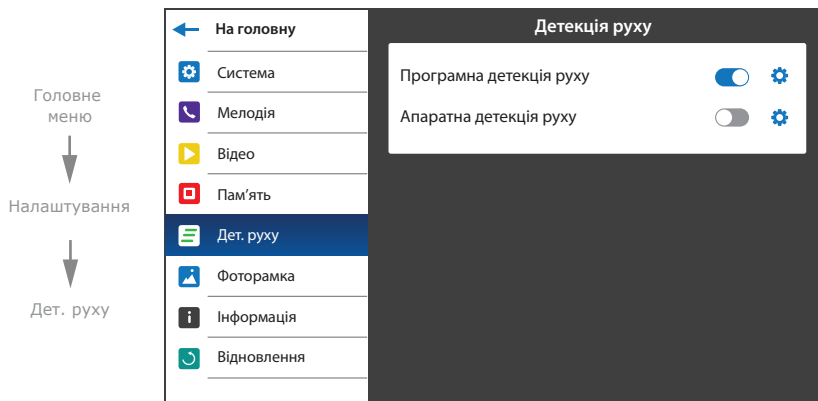 Головне
меню
Налаштування
Дет. руху
На головну
Система
Мелодія
Відео
Пам’ять
Дет. руху
Фоторамка
Інформація
Відновлення
Детекція руху
Програмна детекція руху
Апаратна детекція руху